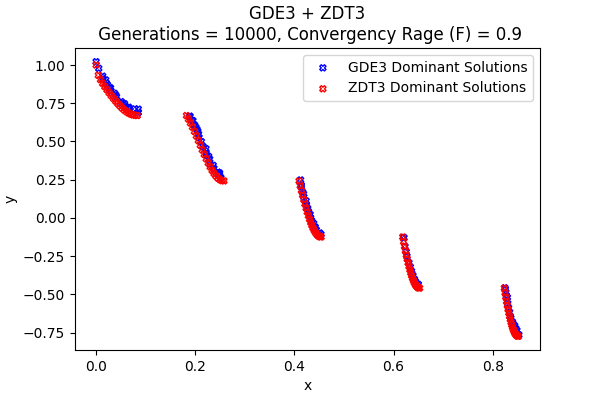 GDE3 + ZDT3
Generations = 10000, Convergency Rage (F) = 0.9
GDE3 Dominant Solutions
ZDT3 Dominant Solutions
1.00
0.75
0.50
0.25
0.00
−0.25
−0.50
−0.75
y
0.0
0.2
0.4
0.6
0.8
x